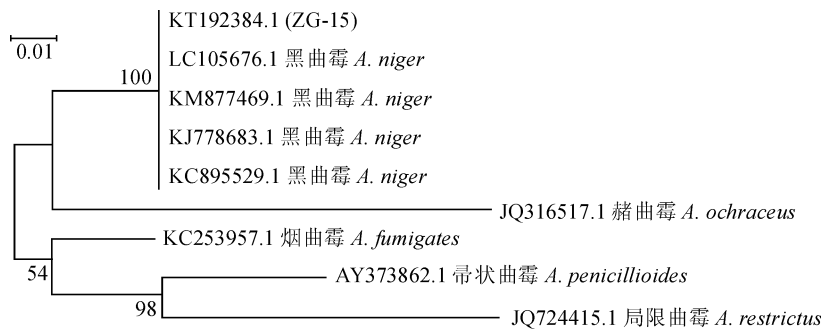 KT192384.1 (ZG-15)
0.01
LC105676.1 黑曲霉 A. niger
100
KM877469.1 黑曲霉 A. niger
KJ778683.1 黑曲霉 A. niger
KC895529.1 黑曲霉 A. niger
JQ316517.1 赭曲霉 A. ochraceus
KC253957.1 烟曲霉 A. fumigates
54
AY373862.1 帚状曲霉 A. penicillioides
98
JQ724415.1 局限曲霉 A. restrictus